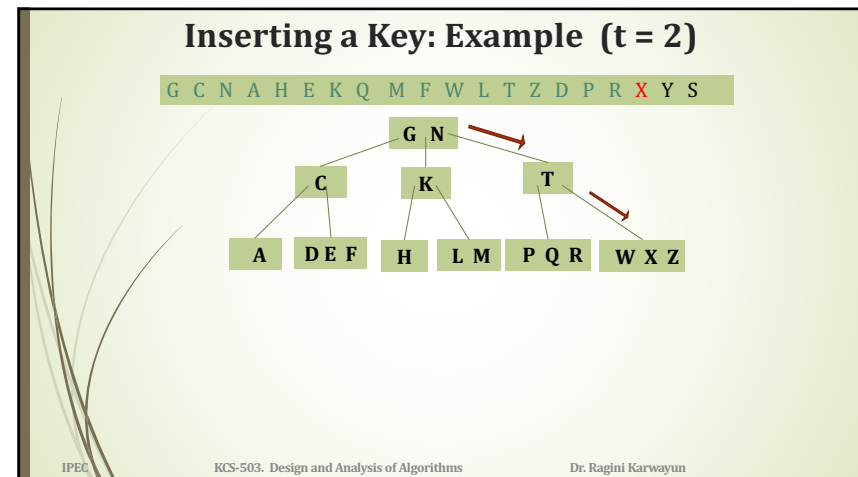 Inserting a Key: Example (t = 2)
G C N A H E K Q M F W L T Z D P R X Y S
G N
C K T
A D E F H L M P Q R W X Z
IPEC KCS-503. Design and Analysis of Algorithms Dr. Ragini Karwayun